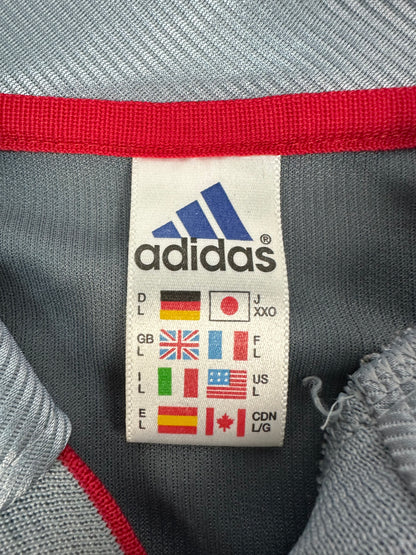 adidas®
D L J XXO
GB L F L
I L US L
E L CDN L/G